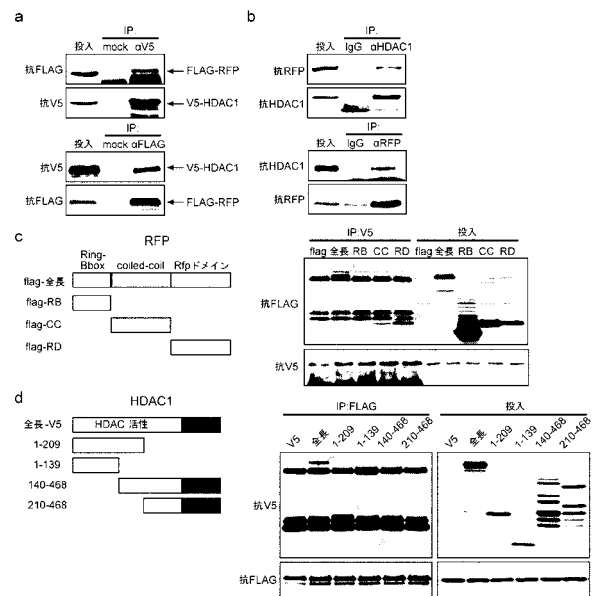 a
IP:
投入 mock αV5
抗FLAG
FLAG-RFP
抗V5
V5-HDAC1
IP:
投入 mock αFLAG
抗V5
V5-HDAC1
抗FLAG
FLAG-RFP
b
IP:
投入 IgG αHDAC1
抗RFP
抗HDAC1
IP:
投入 IgG αRFP
抗HDAC1
抗RFP
c
RFP
Ring-
Bbox coiled-coil Rfpドメイン
flag-全長
flag-RB
flag-CC
flag-RD
IP:V5 投入
flag 全長 RB CC RD flag 全長 RB CC RD
抗FLAG
抗V5
d
HDAC1
全長-V5 HDAC 活性
1-209
1-139
140-468
210-468
IP:FLAG 投入
V5 全長 1-209 1-139 140-468 210-468 V5 全長 1-209 1-139 140-468 210-468
抗V5
抗FLAG